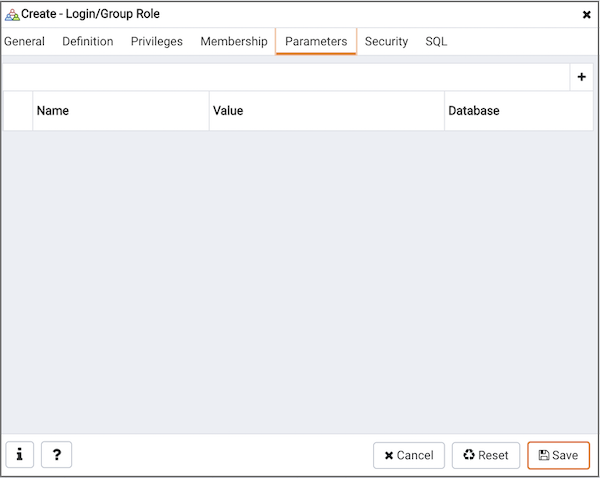 Create - Login/Group Role
General Definition Privileges Membership Parameters Security SQL
Name Value Database
i ? Cancel Reset Save